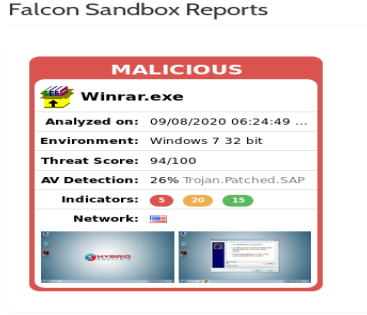 Falcon Sandbox Reports
MALICIOUS
Winrar.exe
Analyzed on: 09/08/2020 06:24:49 ...
Environment: Windows 7 32 bit
Threat Score: 94/100
AV Detection: 26% Trojan.Patched.SAP
Indicators: 5 20 15
Network:
HYBRID